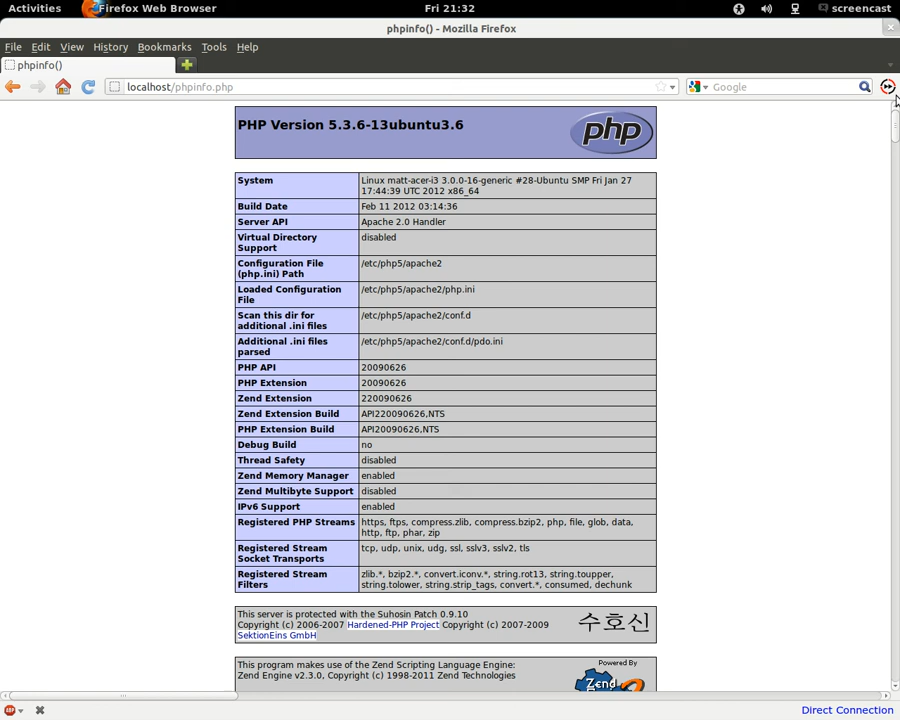 Activities Firefox Web Browser Fri 21:32 screencast
phpinfo() - Mozilla Firefox
File Edit View History Bookmarks Tools Help
phpinfo()
localhost/phpinfo.php Google
PHP Version 5.3.6-13ubuntu3.6 php
System Linux matt-acer-i3 3.0.0-16-generic #28-Ubuntu SMP Fri Jan 27
17:44:39 UTC 2012 x86_64
Build Date Feb 11 2012 03:14:36
Server API Apache 2.0 Handler
Virtual Directory disabled
Support
Configuration File /etc/php5/apache2
(php.ini) Path
Loaded Configuration /etc/php5/apache2/php.ini
File
Scan this dir for /etc/php5/apache2/conf.d
additional .ini files
Additional .ini files /etc/php5/apache2/conf.d/pdo.ini
parsed
PHP API 20090626
PHP Extension 20090626
Zend Extension 220090626
Zend Extension Build API220090626,NTS
PHP Extension Build API20090626,NTS
Debug Build no
Thread Safety disabled
Zend Memory Manager enabled
Zend Multibyte Support disabled
IPv6 Support enabled
Registered PHP Streams https, ftps, compress.zlib, compress.bzip2, php, file, glob, data,
http, ftp, phar, zip
Registered Stream tcp, udp, unix, udg, ssl, sslv3, sslv2, tls
Socket Transports
Registered Stream zlib.*, bzip2.*, convert.iconv.*, string.rot13, string.toupper,
Filters string.tolower, string.strip_tags, convert.*, consumed, dechunk
This server is protected with the Suhosin Patch 0.9.10
Copyright (c) 2006-2007 Hardened-PHP Project Copyright (c) 2007-2009 수호신
SektionEins GmbH
This program makes use of the Zend Scripting Language Engine: Powered By
Zend Engine v2.3.0, Copyright (c) 1998-2011 Zend Technologies
Zend
ABP Direct Connection